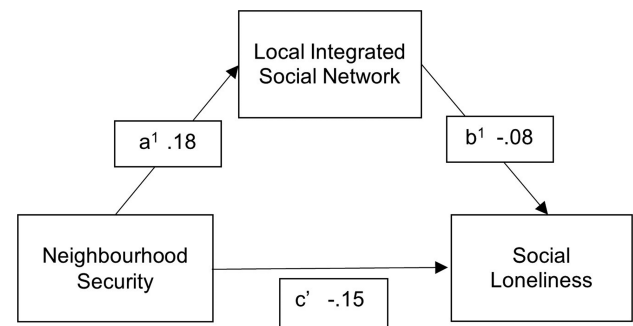 Local Integrated
Social Network
a¹ .18
b¹ -.08
Neighbourhood
Security
Social
Loneliness
c’ -.15